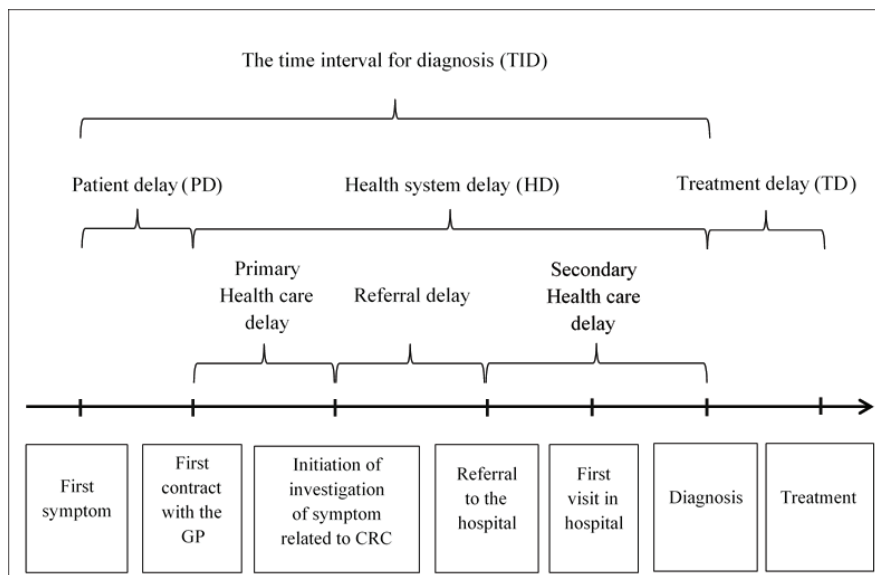 The time interval for diagnosis (TID)
Patient delay (PD)
Health system delay (HD)
Treatment delay (TD)
Primary
Health care
delay
Referral delay
Secondary
Health care
delay
First
symptom
First
contract
with the
GP
Initiation of
investigation
of symptom
related to CRC
Referral
to the
hospital
First
visit in
hospital
Diagnosis
Treatment